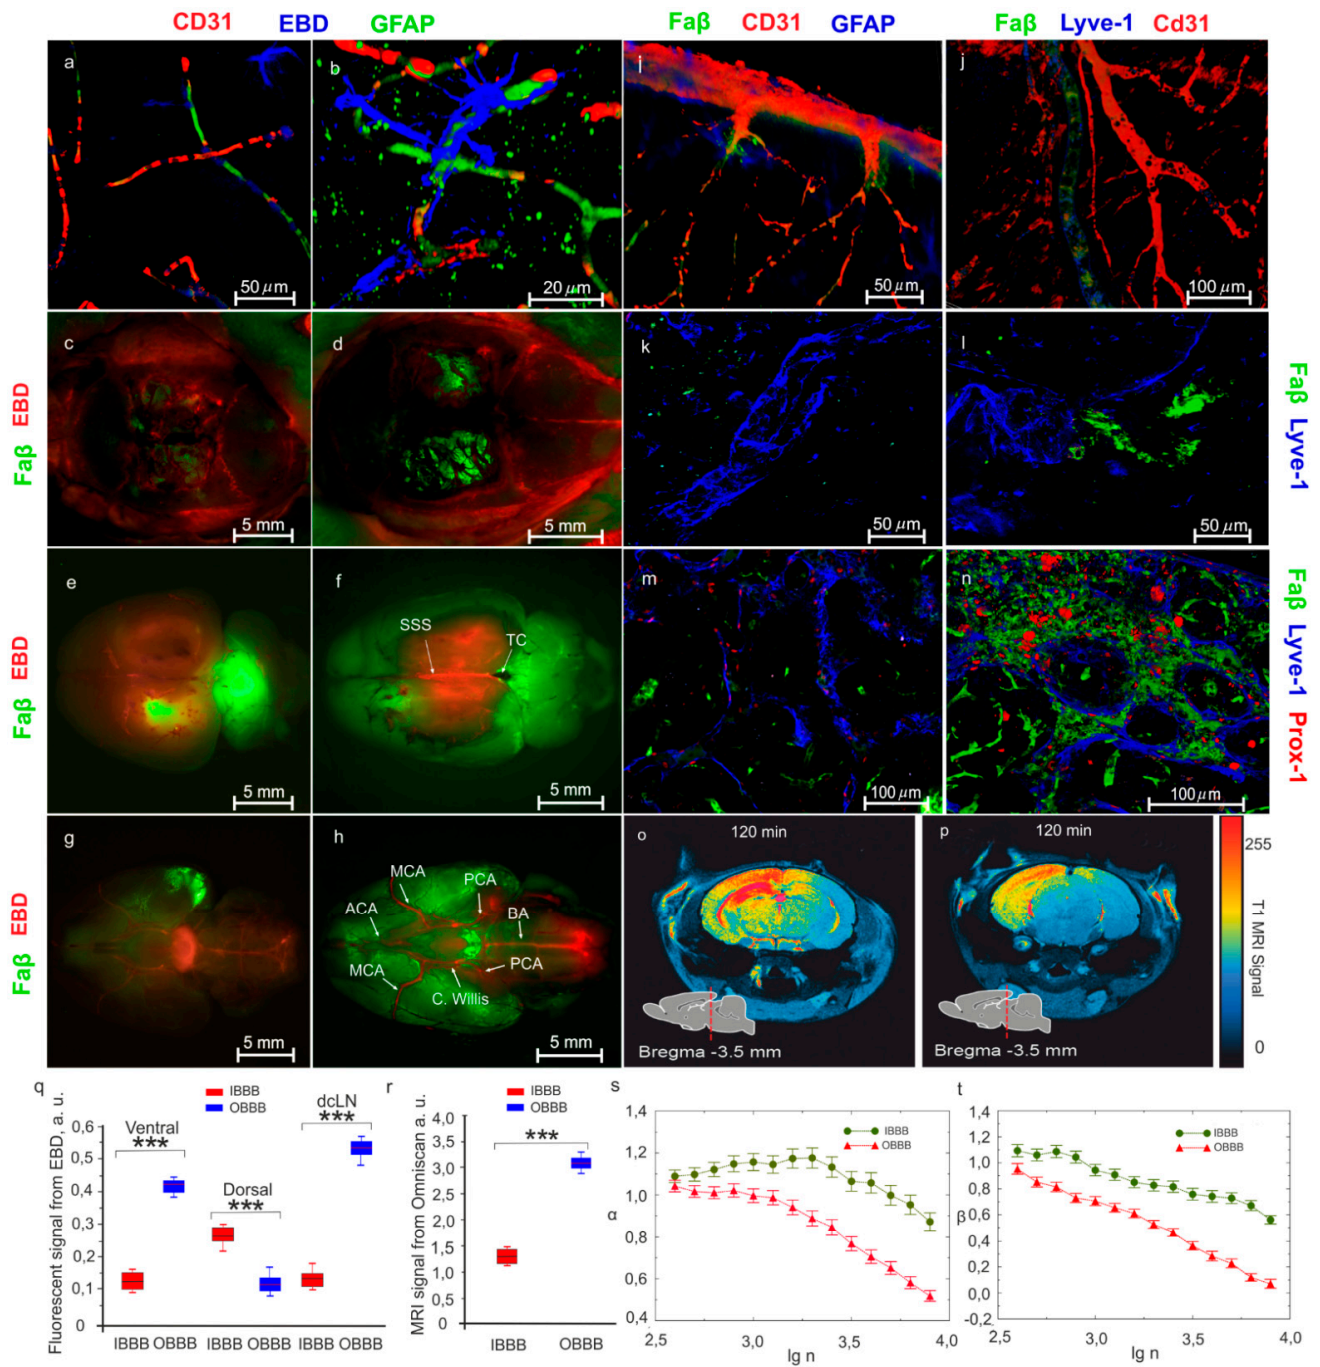 CD31 EBD GFAP Faβ CD31 GFAP Faβ Lyve-1 Cd31
a b i j
50 μm 20 μm 50 μm 100 μm
Faβ EBD
c d k l
5 mm 5 mm 50 μm 50 μm
Faβ Lyve-1
Faβ EBD
e f m n
SSS TC
5 mm 5 mm 100 μm 100 μm
Faβ Lyve-1 Prox-1
Faβ EBD
g h o 120 min p 120 min
MCA PCA
ACA BA
MCA PCA
C. Willis
5 mm 5 mm
Bregma -3.5 mm Bregma -3.5 mm
255
T1 MRI Signal
0
q
IBBB
OBBB
Fluorescent signal from EBD, a. u.
0,6
0,5
0,4
0,3
0,2
0,1
0
Ventral
***
Dorsal
***
dcLN
***
IBBB OBBB IBBB OBBB IBBB OBBB
r
IBBB
OBBB
MRI signal from Omniscan a. u.
4,0
3,5
3,0
2,5
2,0
1,5
1,0
0,5
0
***
IBBB OBBB
s
α
1,4
1,2
1,0
0,8
0,6
0,4
IBBB
OBBB
2,5 3,0 3,5 4,0
lg n
t
β
1,4
1,2
1,0
0,8
0,6
0,4
0,2
0,0
-0,2
IBBB
OBBB
2,5 3,0 3,5 4,0
lg n